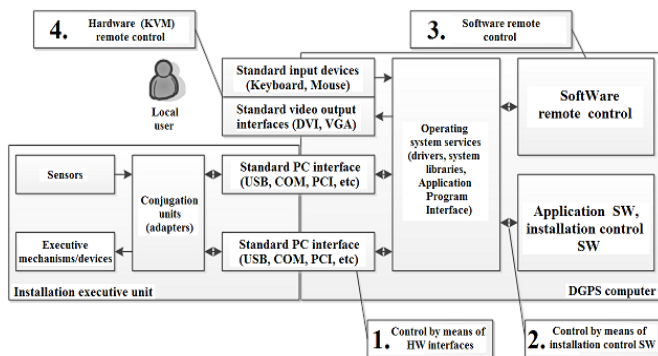 4. Hardware (KVM)
remote control
3. Software remote
control
Local
user
Standard input devices
(Keyboard, Mouse)
Standard video output
interfaces (DVI, VGA)
Operating
system services
(drivers, system
libraries,
Application
Program
Interface)
SoftWare
remote control
Sensors
Conjugation
units
(adapters)
Standard PC interface
(USB, COM, PCI, etc)
Application SW,
installation control
SW
Executive
mechanisms/devices
Standard PC interface
(USB, COM, PCI, etc)
Installation executive unit
DGPS computer
1. Control by means of
HW interfaces
2. Control by means of
installation control SW